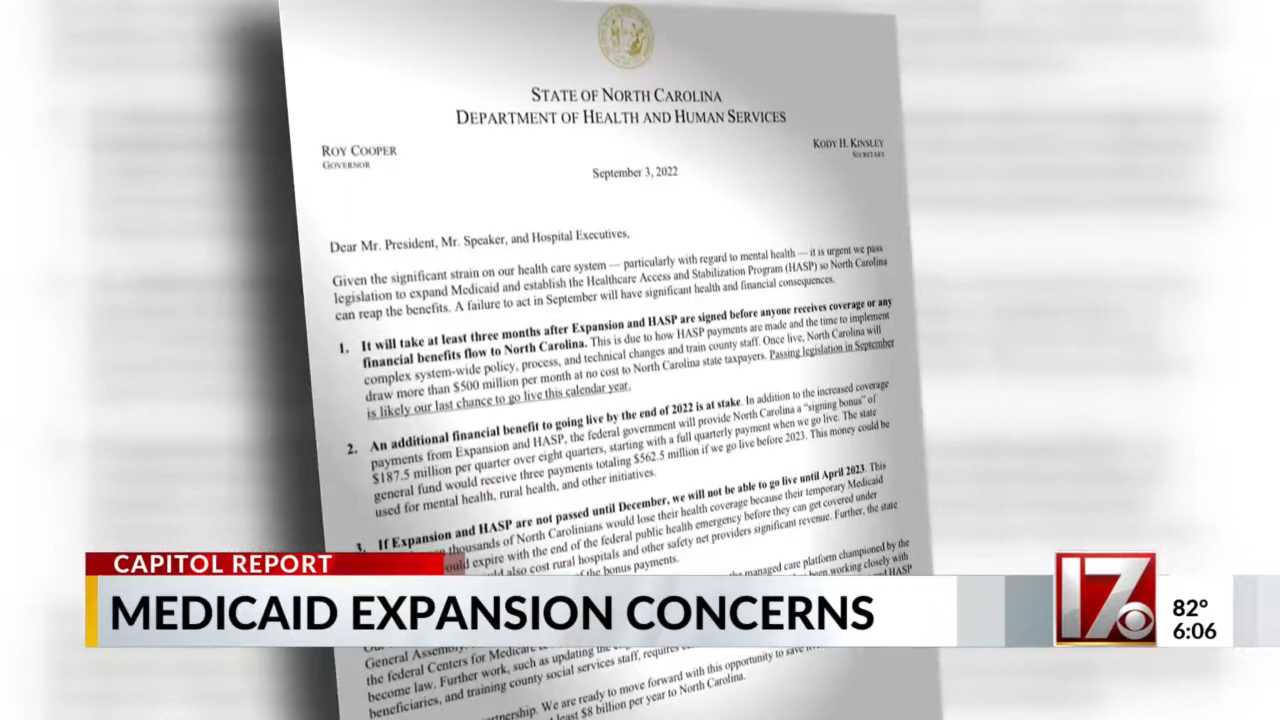 STATE OF NORTH CAROLINA
DEPARTMENT OF HEALTH AND HUMAN SERVICES
ROY COOPER
GOVERNOR
KODY H. KINSLEY
SECRETARY
September 3, 2022
Dear Mr. President, Mr. Speaker, and Hospital Executives,
Given the significant strain on our health care system — particularly with regard to mental health — it is urgent we pass
legislation to expand Medicaid and establish the Healthcare Access and Stabilization Program (HASP) so North Carolina
can reap the benefits. A failure to act in September will have significant health and financial consequences.
1. It will take at least three months after Expansion and HASP are signed before anyone receives coverage or any
financial benefits flow to North Carolina. This is due to how HASP payments are made and the time to implement
complex system-wide policy, process, and technical changes and train county staff. Once live, North Carolina will
draw more than $500 million per month at no cost to North Carolina state taxpayers. Passing legislation in September
is likely our last chance to go live this calendar year.
2. An additional financial benefit to going live by the end of 2022 is at stake. In addition to the increased coverage
payments from Expansion and HASP, the federal government will provide North Carolina a “signing bonus” of
$187.5 million per quarter over eight quarters, starting with a full quarterly payment when we go live. The state
general fund would receive three payments totaling $562.5 million if we go live before 2023. This money could be
used for mental health, rural health, and other initiatives.
3. If Expansion and HASP are not passed until December, we will not be able to go live until April 2023. This
thousands of North Carolinians would lose their health coverage because their temporary Medicaid
would expire with the end of the federal public health emergency before they can get covered under
also cost rural hospitals and other safety net providers significant revenue. Further, the state
the bonus payments.
managed care platform championed by the
been working closely with
HASP
General Assembly
the federal Centers for Medicare
become law. Further work, such as updating the
beneficiaries, and training county social services staff, requires
We are ready to move forward with this opportunity to save
least $8 billion per year to North Carolina.
CAPITOL REPORT
MEDICAID EXPANSION CONCERNS
17
82°
6:06